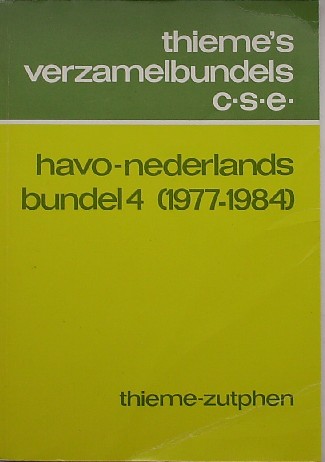 thieme's
verzamelbundels
c·s·e·
havo-nederlands
bundel 4 (1977-1984)
thieme-zutphen